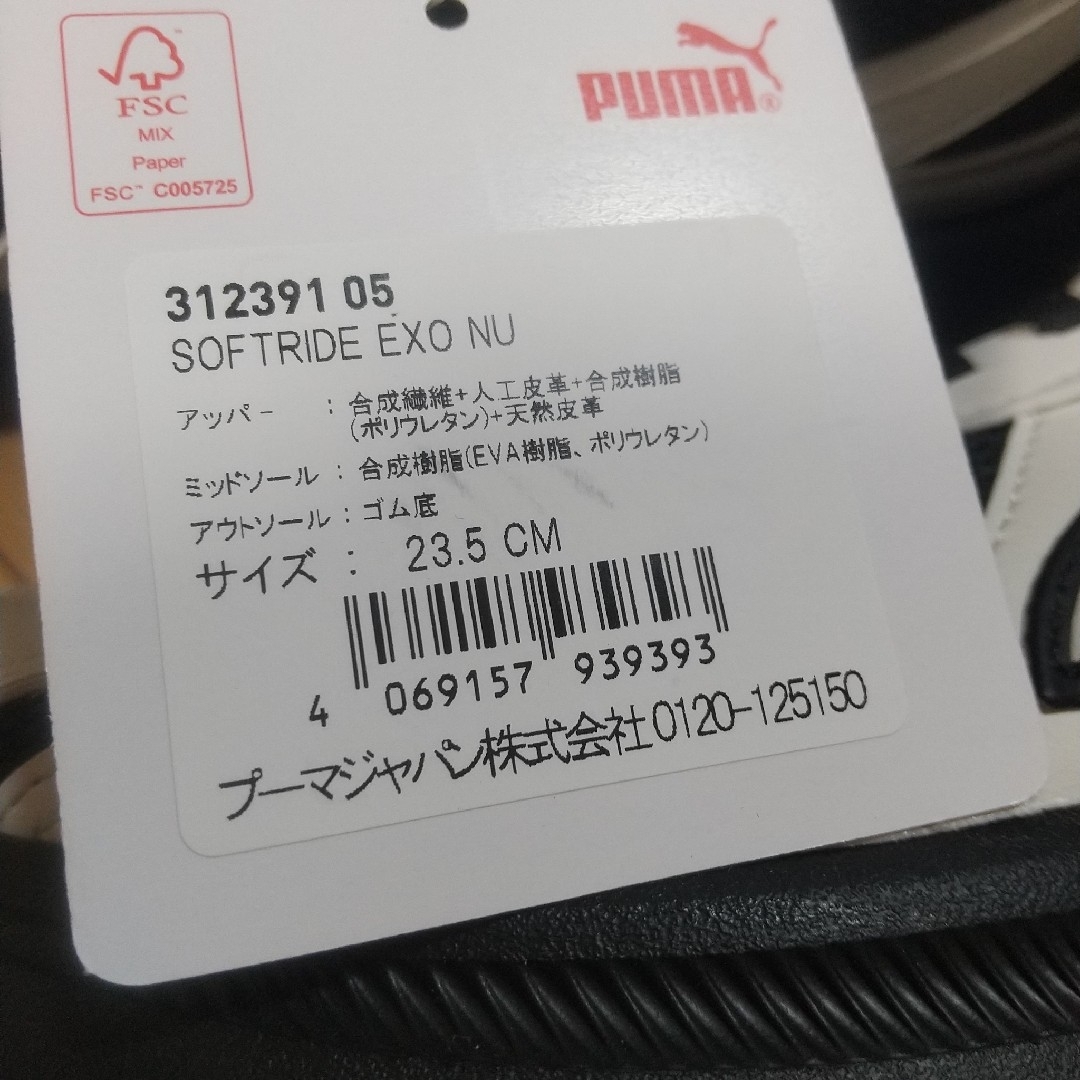 FSC
MIX
Paper
FSC™ C005725
PUMA®
312391 05
SOFTRIDE EXO NU
アッパー : 合成繊維+人工皮革+合成樹脂
(ポリウレタン)+天然皮革
ミッドソール : 合成樹脂(EVA樹脂、ポリウレタン)
アウトソール : ゴム底
サイズ : 23.5 CM
4 069157 939393
プーマジャパン株式会社0120-125150